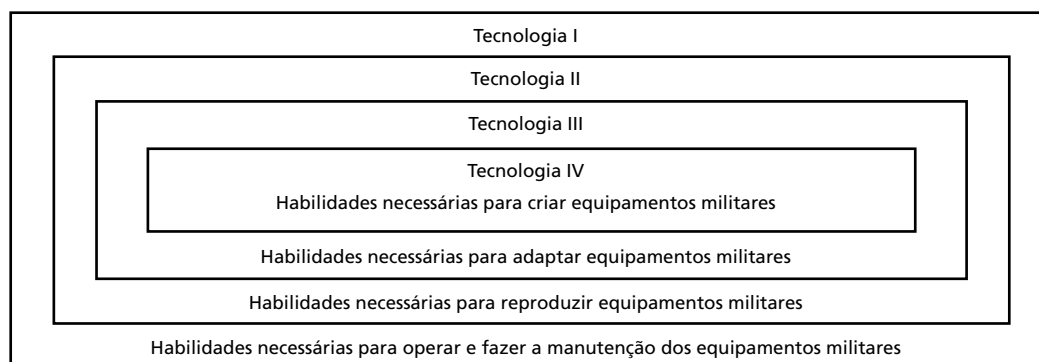 Tecnologia I
Tecnologia II
Tecnologia III
Tecnologia IV
Habilidades necessárias para criar equipamentos militares
Habilidades necessárias para adaptar equipamentos militares
Habilidades necessárias para reproduzir equipamentos militares
Habilidades necessárias para operar e fazer a manutenção dos equipamentos militares